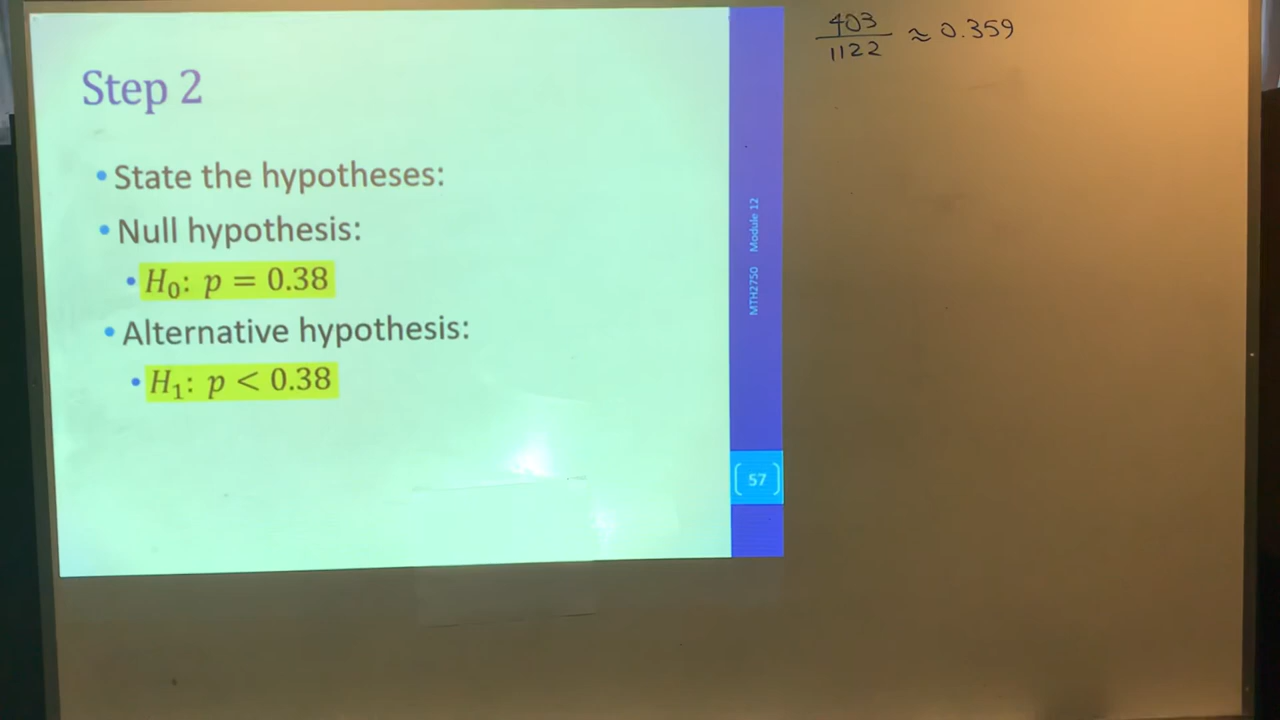 Step 2
• State the hypotheses:
• Null hypothesis:
• H₀: p = 0.38
• Alternative hypothesis:
• H₁: p < 0.38
MTH2750 Module 12
57
403
1122
≈ 0.359